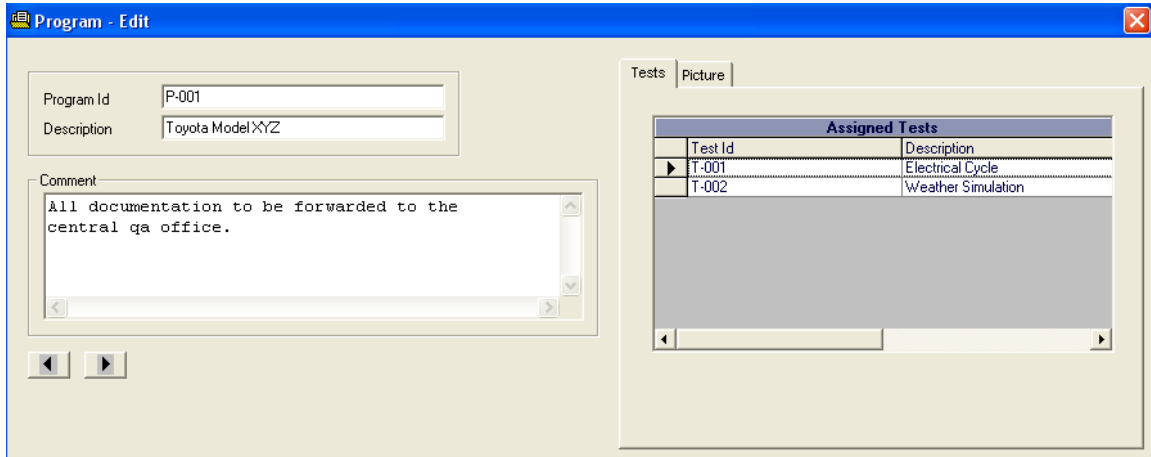 Program - Edit
Program Id P-001
Description Toyota Model XYZ
Comment
All documentation to be forwarded to the
central qa office.
Tests Picture
Assigned Tests
Test Id Description
T-001 Electrical Cycle
T-002 Weather Simulation